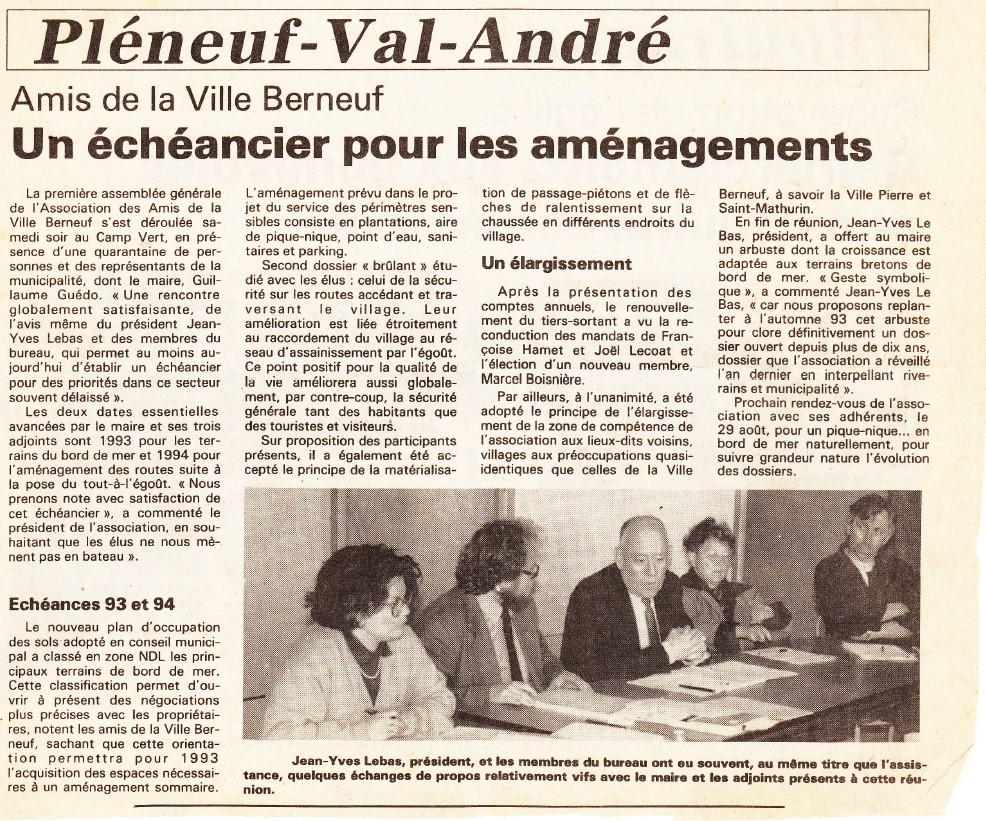 Pléneuf-Val-André
Amis de la Ville Berneuf
Un échéancier pour les aménagements
La première assemblée générale
de l'Association des Amis de la
Ville Berneuf s'est déroulée sa-
medi soir au Camp Vert, en pré-
sence d'une quarantaine de per-
sonnes et des représentants de la
municipalité, dont le maire, Guil-
laume Guédo. « Une rencontre
globalement satisfaisante, de
l'avis même du président Jean-
Yves Lebas et des membres du
bureau, qui permet au moins au-
jourd'hui d'établir un échéancier
pour des priorités dans ce secteur
souvent délaissé ».
Les deux dates essentielles
avancées par le maire et ses trois
adjoints sont 1993 pour les ter-
rains du bord de mer et 1994 pour
l'aménagement des routes suite à
la pose du tout-à-l'égoût. « Nous
prenons note avec satisfaction de
cet échéancier », a commenté le
président de l'association, en sou-
haitant que les élus ne nous mè-
nent pas en bateau ».
Echéances 93 et 94
Le nouveau plan d'occupation
des sols adopté en conseil munici-
pal a classé en zone NDL les prin-
cipaux terrains de bord de mer.
Cette classification permet d'ou-
vrir à présent des négociations
plus précises avec les propriétai-
res, notent les amis de la Ville Ber-
neuf, sachant que cette orienta-
tion permettra pour 1993
l'acquisition des espaces nécessai-
res à un aménagement sommaire.
L'aménagement prévu dans le pro-
jet du service des périmètres sen-
sibles consiste en plantations, aire
de pique-nique, point d'eau, sani-
taires et parking.
Second dossier « brûlant » étu-
dié avec les élus : celui de la sécu-
rité sur les routes accédant et tra-
versant le village. Leur
amélioration est liée étroitement
au raccordement du village au ré-
seau d'assainissement par l'égoût.
Ce point positif pour la qualité de
la vie améliorera aussi globale-
ment, par contre-coup, la sécurité
générale tant des habitants que
des touristes et visiteurs.
Sur proposition des participants
présents, il a également été ac-
cepté le principe de la matérialisa-
tion de passage-piétons et de flè-
ches de ralentissement sur la
chaussée en différents endroits du
village.
Un élargissement
Après la présentation des
comptes annuels, le renouvelle-
ment du tiers-sortant a vu la re-
conduction des mandats de Fran-
çoise Hamet et Joël Lecoat et
l'élection d'un nouveau membre,
Marcel Boisnière.
Par ailleurs, à l'unanimité, a été
adopté le principe de l'élargisse-
ment de la zone de compétence de
l'association aux lieux-dits voisins,
villages aux préoccupations quasi-
identiques que celles de la Ville
Berneuf, à savoir la Ville Pierre et
Saint-Mathurin.
En fin de réunion, Jean-Yves Le
Bas, président, a offert au maire
un arbuste dont la croissance est
adaptée aux terrains bretons de
bord de mer. « Geste symboli-
que », a commenté Jean-Yves Le
Bas, « car nous proposons replan-
ter à l'automne 93 cet arbuste
pour clore définitivement un dos-
sier ouvert depuis plus de dix ans,
dossier que l'association a réveillé
l'an dernier en interpellant rive-
rains et municipalité ».
Prochain rendez-vous de l'asso-
ciation avec ses adhérents, le
29 août, pour un pique-nique... en
bord de mer naturellement, pour
suivre grandeur nature l'évolution
des dossiers.
Jean-Yves Lebas, président, et les membres du bureau ont eu souvent, au même titre que l'assis-
tance, quelques échanges de propos relativement vifs avec le maire et les adjoints présents à cette réu-
nion.